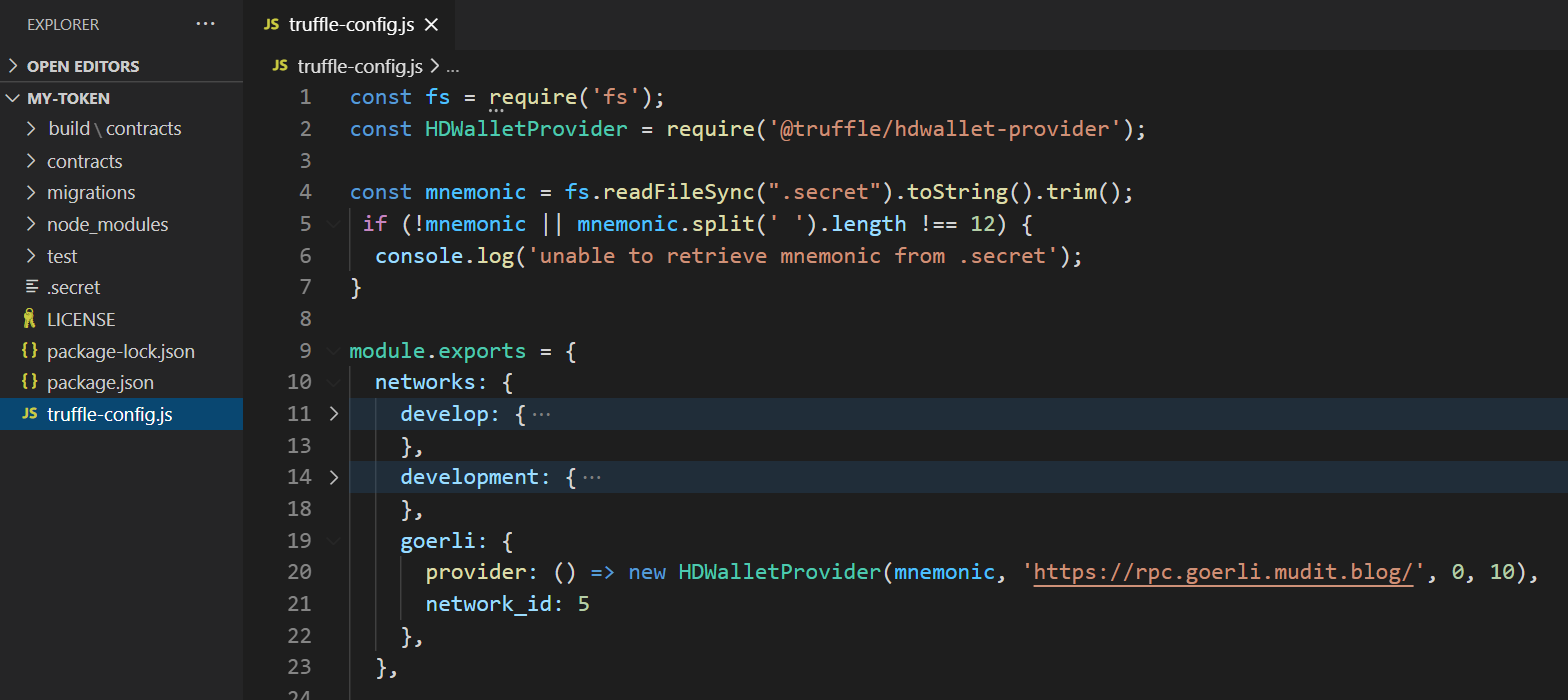 EXPLORER
···
OPEN EDITORS
MY-TOKEN
build\contracts
contracts
migrations
node_modules
test
.secret
LICENSE
package-lock.json
package.json
JS truffle-config.js
JS truffle-config.js
JS truffle-config.js > ...
1 const fs = require('fs');
2 const HDWalletProvider = require('@truffle/hdwallet-provider');
3
4 const mnemonic = fs.readFileSync(".secret").toString().trim();
5 if (!mnemonic || mnemonic.split(' ').length !== 12) {
6 console.log('unable to retrieve mnemonic from .secret');
7 }
8
9 module.exports = {
10 networks: {
11 develop: {···
13 },
14 development: {···
18 },
19 goerli: {
20 provider: () => new HDWalletProvider(mnemonic, 'https://rpc.goerli.mudit.blog/', 0, 10),
21 network_id: 5
22 },
23 },
24